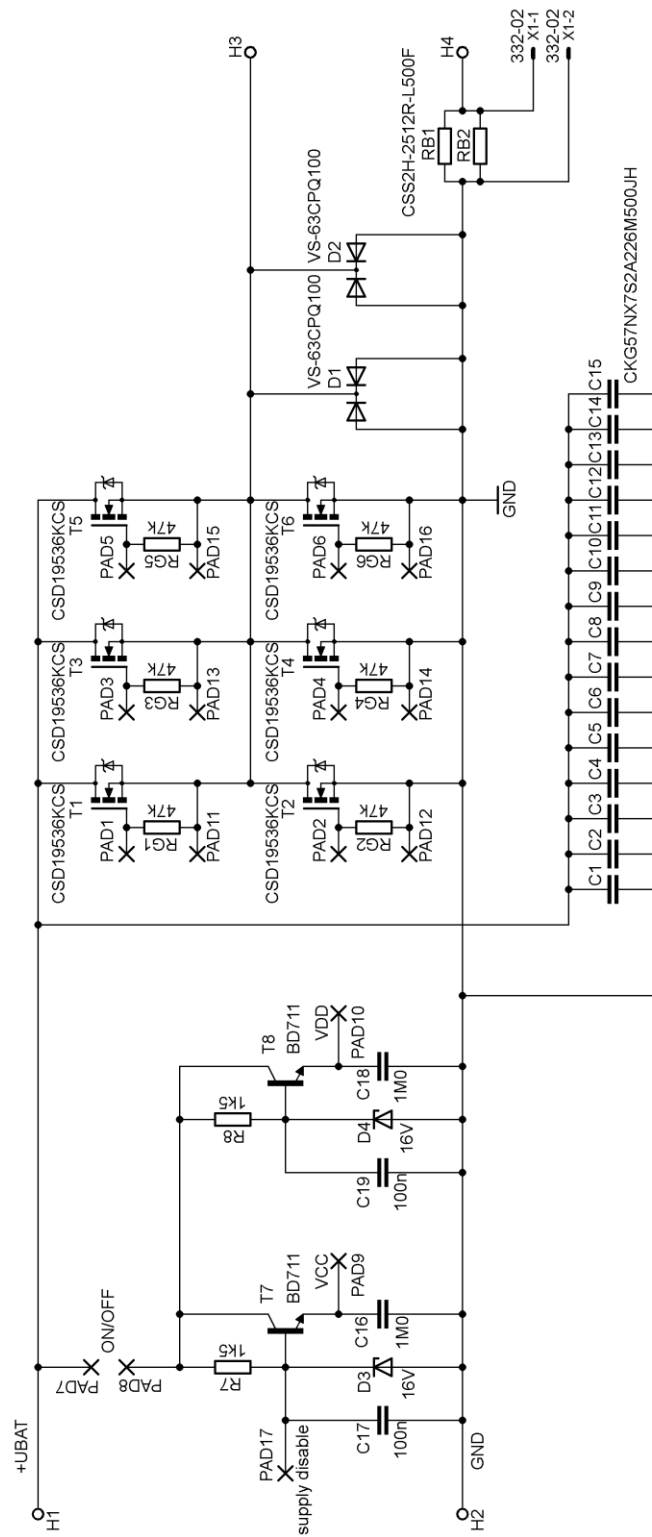 H1
+UBAT
PAD7
ON/OFF
PAD8
R7
1k5
T7
BD711
VCC
PAD9
PAD17
supply disable
C17
100n
D3
16V
C16
1M0
H2
GND
R8
1k5
T8
BD711
VDD
PAD10
C19
100n
D4
16V
C18
1M0
CSD19536KCS
T1
PAD1
47k
RG1
PAD11
CSD19536KCS
T3
PAD3
47k
RG3
PAD13
CSD19536KCS
T5
PAD5
47k
RG5
PAD15
CSD19536KCS
T2
PAD2
47k
RG2
PAD12
CSD19536KCS
T4
PAD4
47k
RG4
PAD14
CSD19536KCS
T6
PAD6
47k
RG6
PAD16
GND
VS-63CPQ100
D1
VS-63CPQ100
D2
H3
H4
CSS2H-2512R-L500F
RB1
RB2
332-02
X1-1
332-02
X1-2
C1
C2
C3
C4
C5
C6
C7
C8
C9
C10
C11
C12
C13
C14
C15
CKG57NX7S2A226M500JH